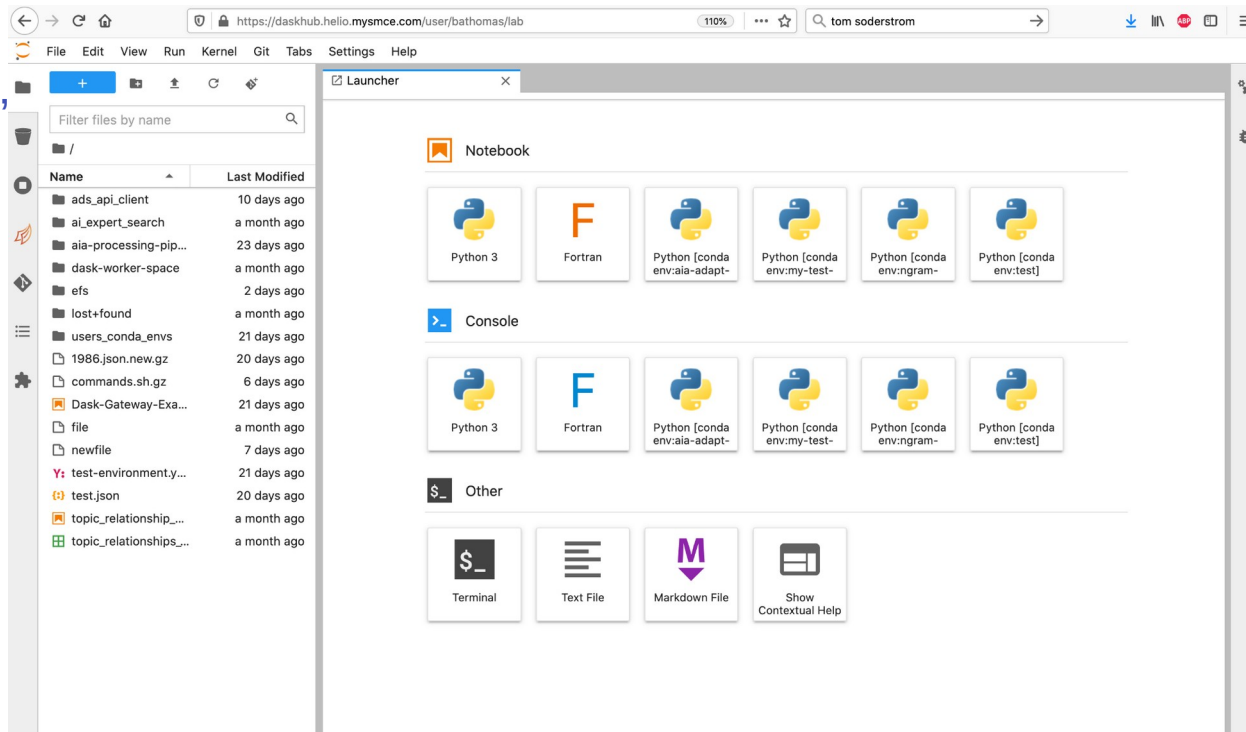 https://daskhub.helio.mysmce.com/user/bathomas/lab 110% tom soderstrom ABP
File Edit View Run Kernel Git Tabs Settings Help
Launcher
Filter files by name
/
Name Last Modified
ads_api_client 10 days ago
ai_expert_search a month ago
aia-processing-pip... 23 days ago
dask-worker-space a month ago
efs 2 days ago
lost+found a month ago
users_conda_envs 21 days ago
1986.json.new.gz 20 days ago
commands.sh.gz 6 days ago
Dask-Gateway-Exa... 21 days ago
file a month ago
newfile 7 days ago
Y: test-environment.y... 21 days ago
test.json 20 days ago
topic_relationship_... a month ago
topic_relationships_... a month ago
Notebook
Python 3
F
Fortran
Python [conda
env:aia-adapt-
Python [conda
env:my-test-
Python [conda
env:ngram-
Python [conda
env:test]
>_ Console
Python 3
F
Fortran
Python [conda
env:aia-adapt-
Python [conda
env:my-test-
Python [conda
env:ngram-
Python [conda
env:test]
$_ Other
$_
Terminal
Text File
M
Markdown File
Show
Contextual Help